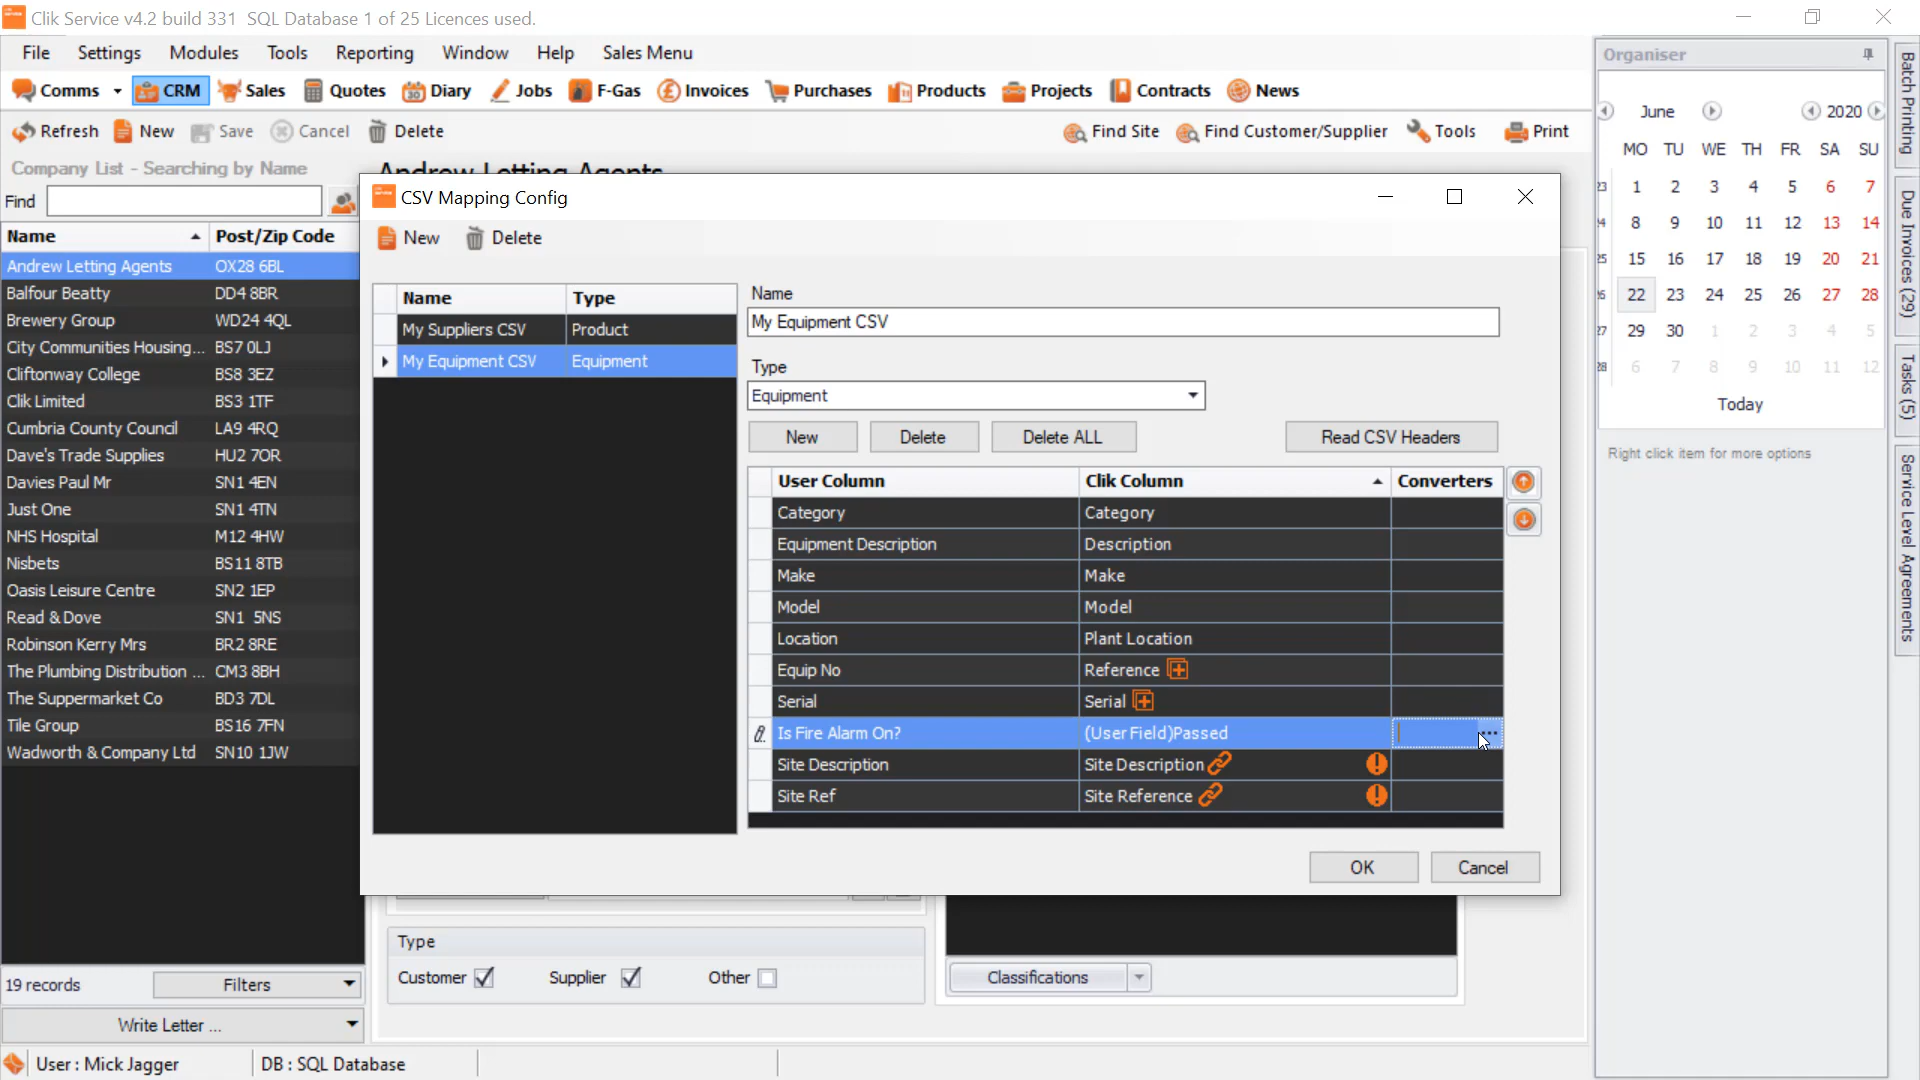 Clik Service v4.2 build 331 SQL Database 1 of 25 Licences used.
File Settings Modules Tools Reporting Window Help Sales Menu
Comms CRM Sales Quotes Diary Jobs F-Gas Invoices Purchases Products Projects Contracts News
Refresh New Save Cancel Delete Find Site Find Customer/Supplier Tools Print
Company List - Searching by Name
Andrew Letting Agents
Find
Name Post/Zip Code
Andrew Letting Agents OX28 6BL
Balfour Beatty DD4 8BR
Brewery Group WD24 4QL
City Communities Housing... BS7 0LJ
Cliftonway College BS8 3EZ
Clik Limited BS3 1TF
Cumbria County Council LA9 4RQ
Dave's Trade Supplies HU2 7OR
Davies Paul Mr SN1 4EN
Just One SN1 4TN
NHS Hospital M12 4HW
Nisbets BS11 8TB
Oasis Leisure Centre SN2 1EP
Read & Dove SN1 5NS
Robinson Kerry Mrs BR2 8RE
The Plumbing Distribution ... CM3 8BH
The Suppermarket Co BD3 7DL
Tile Group BS16 7FN
Wadworth & Company Ltd SN10 1JW
19 records Filters
Write Letter ...
User : Mick Jagger DB : SQL Database
CSV Mapping Config
New Delete
Name Type
My Suppliers CSV Product
My Equipment CSV Equipment
Name
My Equipment CSV
Type
Equipment
New Delete Delete ALL Read CSV Headers
User Column Clik Column Converters
Category Category
Equipment Description Description
Make Make
Model Model
Location Plant Location
Equip No Reference
Serial Serial
Is Fire Alarm On? (User Field)Passed ...
Site Description Site Description
Site Ref Site Reference
OK Cancel
Type
Customer Supplier Other
Classifications
Organiser
June 2020
MO TU WE TH FR SA SU
23 1 2 3 4 5 6 7
24 8 9 10 11 12 13 14
25 15 16 17 18 19 20 21
26 22 23 24 25 26 27 28
27 29 30 1 2 3 4 5
28 6 7 8 9 10 11 12
Today
Right click item for more options
Batch Printing
Due Invoices (29)
Tasks (5)
Service Level Agreements